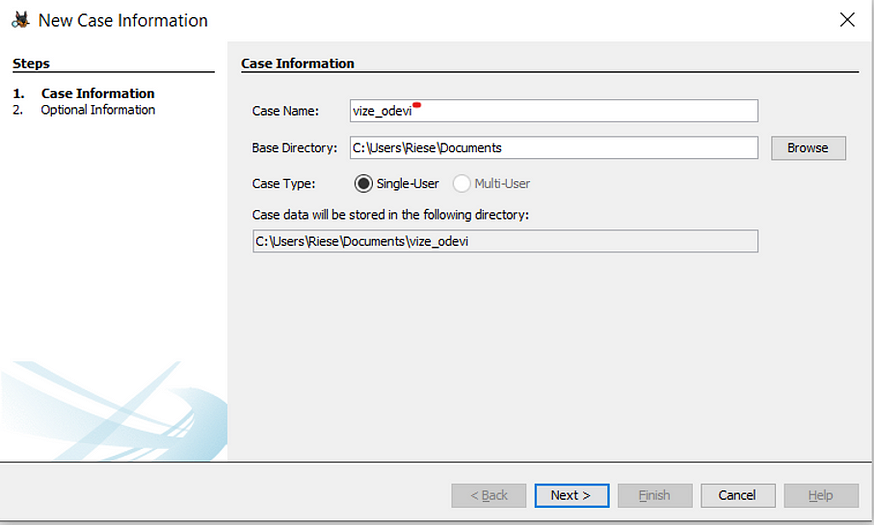 New Case Information
Steps
1. Case Information
2. Optional Information
Case Information
Case Name: vize_odevi
Base Directory: C:\Users\Riese\Documents Browse
Case Type: Single-User Multi-User
Case data will be stored in the following directory:
C:\Users\Riese\Documents\vize_odevi
< Back Next > Finish Cancel Help